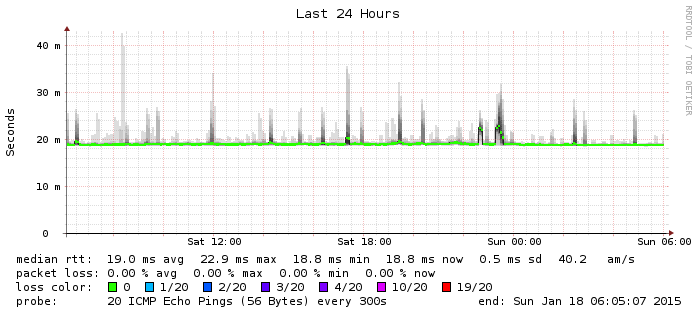 Last 24 Hours
RRDTOOL / TOBI OETIKER
Seconds
40 m
30 m
20 m
10 m
0
Sat 12:00 Sat 18:00 Sun 00:00 Sun 06:00
median rtt: 19.0 ms avg 22.9 ms max 18.8 ms min 18.8 ms now 0.5 ms sd 40.2 am/s
packet loss: 0.00 % avg 0.00 % max 0.00 % min 0.00 % now
loss color: 0 1/20 2/20 3/20 4/20 10/20 19/20
probe: 20 ICMP Echo Pings (56 Bytes) every 300s end: Sun Jan 18 06:05:07 2015